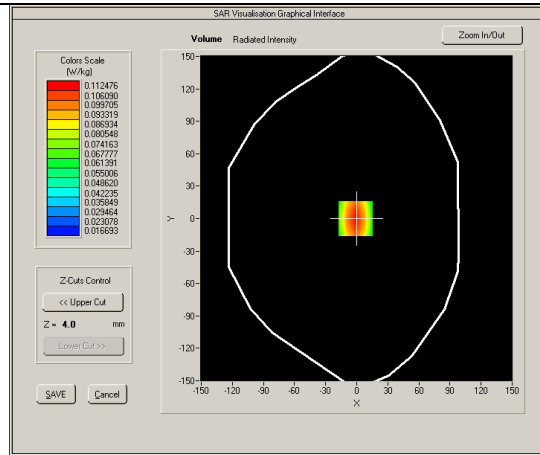 SAR Visualisation Graphical Interface
Volume Radiated Intensity
Zoom In/Out
Colors Scale
(W/kg)
0.112476
0.106090
0.099705
0.093319
0.086934
0.080548
0.074163
0.067777
0.061391
0.055006
0.048620
0.042235
0.035849
0.029464
0.023078
0.016693
Z-Cuts Control
<< Upper Cut
Z = 4.0 mm
Lower Cut >>
SAVE Cancel
150-
120-
90-
60-
30-
0-
-30-
-60-
-90-
-120-
-150-
Y
-150 -120 -90 -60 -30 0 30 60 90 120 150
X